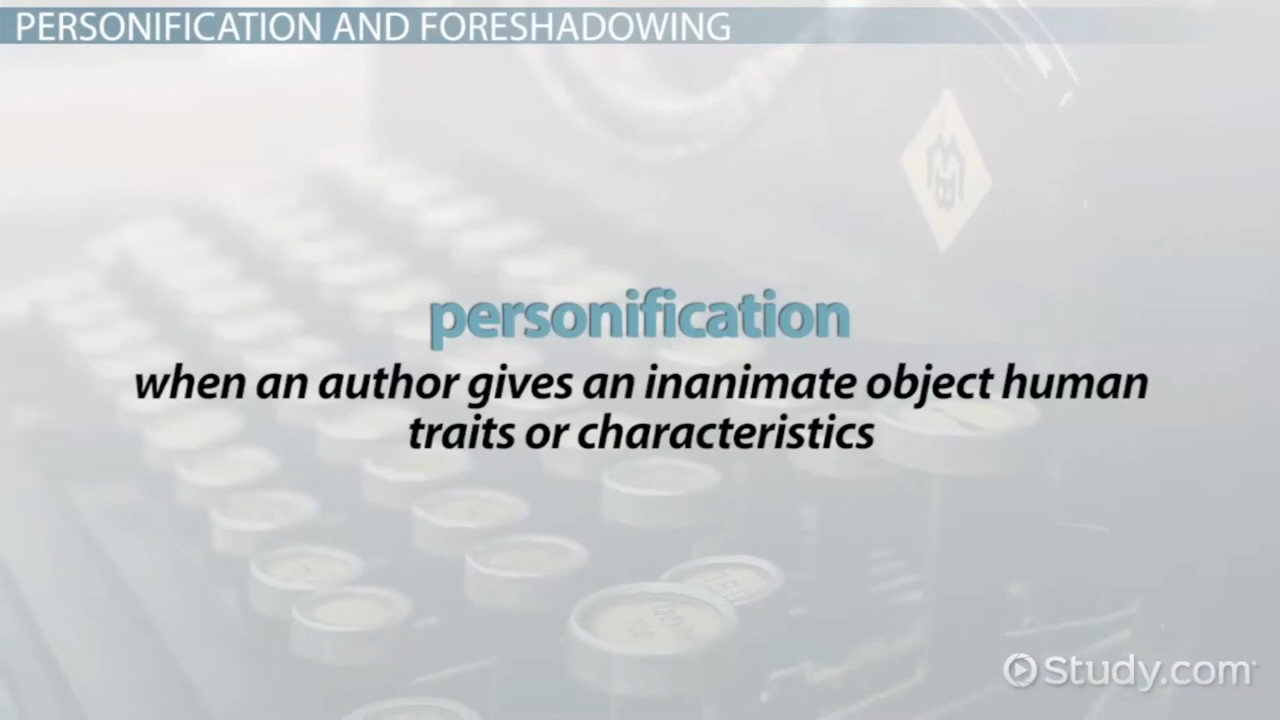 PERSONIFICATION AND FORESHADOWING
personification
when an author gives an inanimate object human
traits or characteristics
Study.com